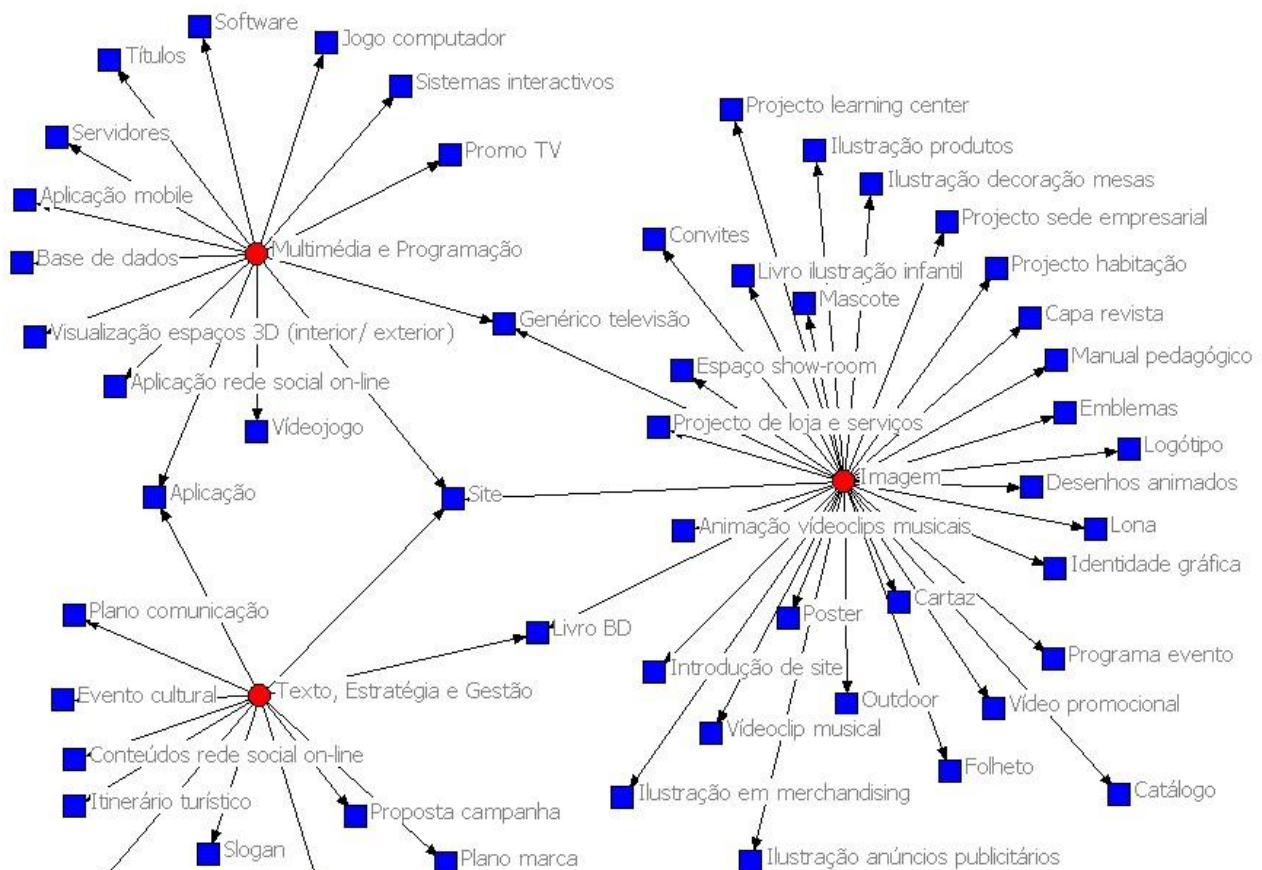 Software
Jogo computador
Títulos
Sistemas interactivos
Projecto learning center
Servidores
Promo TV
Ilustração produtos
Ilustração decoração mesas
Aplicação mobile
Projecto sede empresarial
Convites
Multimédia e Programação
Base de dados
Livro ilustração infantil
Projecto habitação
Mascote
Genérico televisão
Capa revista
Visualização espaços 3D (interior/ exterior)
Manual pedagógico
Espaço show-room
Aplicação rede social on-line
Emblemas
Projecto de loja e serviços
Vídeojogo
Logótipo
Imagem
Desenhos animados
Aplicação
Site
Animação vídeoclips musicais
Lona
Identidade gráfica
Cartaz
Plano comunicação
Poster
Livro BD
Programa evento
Introdução de site
Texto, Estratégia e Gestão
Evento cultural
Outdoor
Vídeo promocional
Vídeoclip musical
Conteúdos rede social on-line
Folheto
Ilustração em merchandising
Catálogo
Itinerário turístico
Proposta campanha
Slogan
Plano marca
Ilustração anúncios publicitários